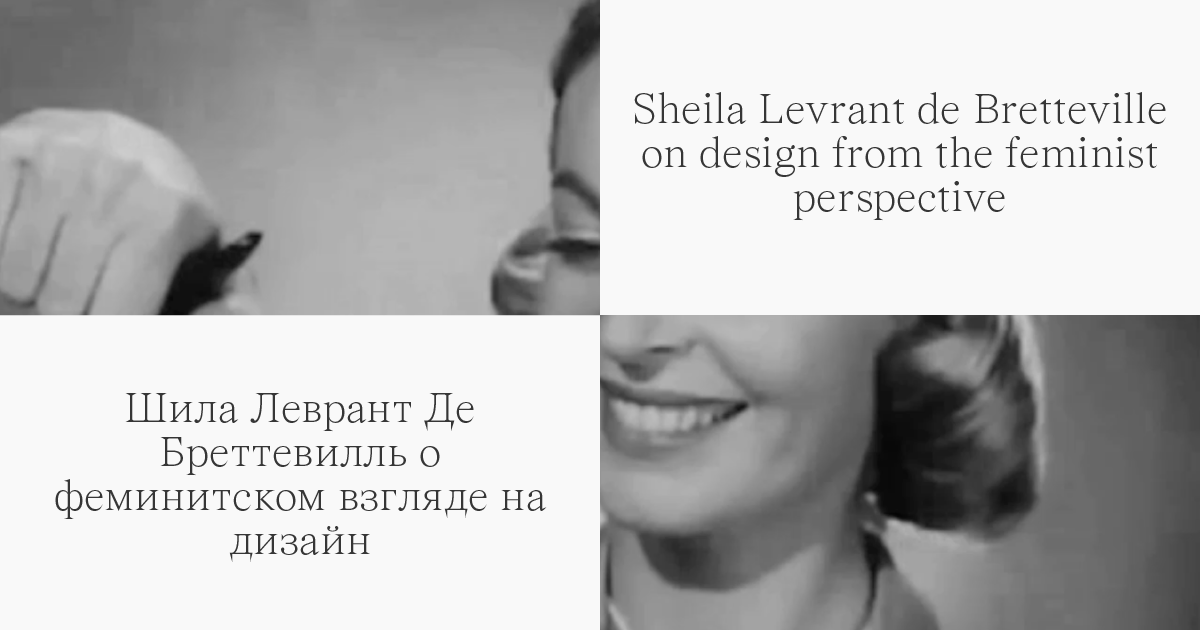 Sheila Levrant de Bretteville
on design from the feminist
perspective
Шила Леврант Де
Бреттевилль о
феминитском взгляде на
дизайн